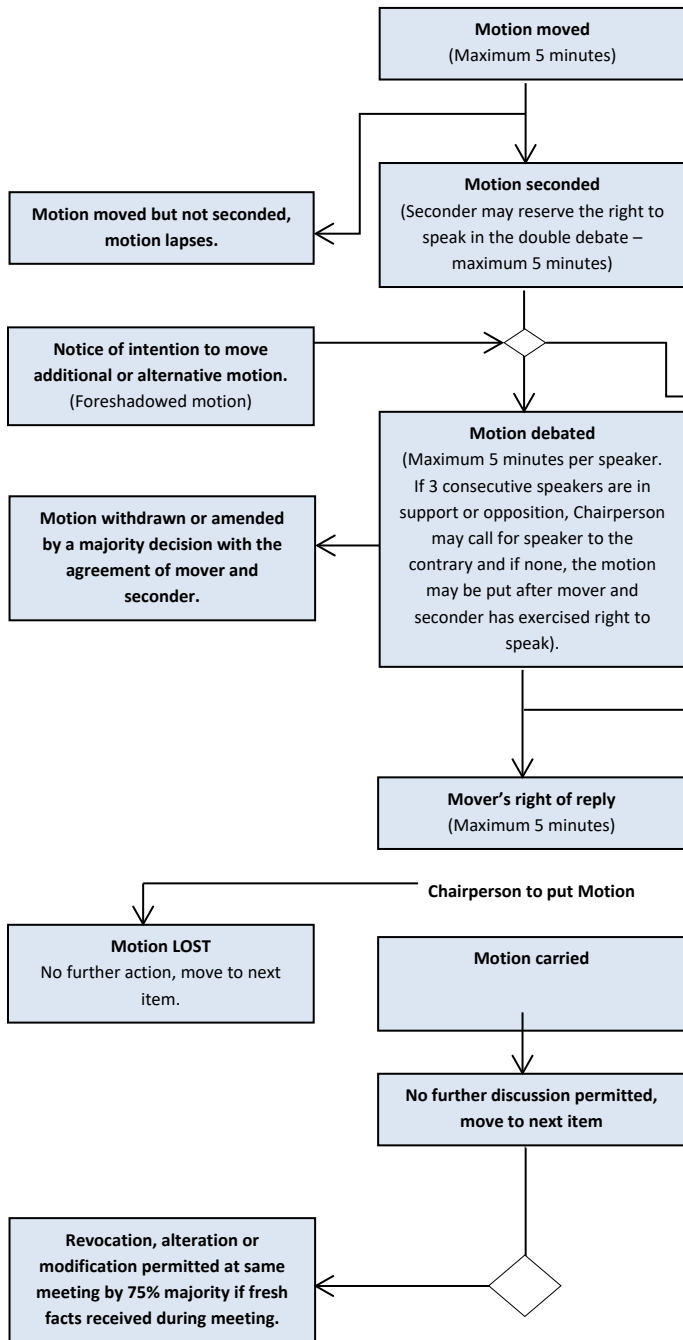 Motion moved
(Maximum 5 minutes)
Motion seconded
(Seconder may reserve the right to
speak in the double debate –
maximum 5 minutes)
Motion moved but not seconded,
motion lapses.
Notice of intention to move
additional or alternative motion.
(Foreshadowed motion)
Motion debated
(Maximum 5 minutes per speaker.
If 3 consecutive speakers are in
support or opposition, Chairperson
may call for speaker to the
contrary and if none, the motion
may be put after mover and
seconder has exercised right to
speak).
Motion withdrawn or amended
by a majority decision with the
agreement of mover and
seconder.
Mover’s right of reply
(Maximum 5 minutes)
Chairperson to put Motion
Motion LOST
No further action, move to next
item.
Motion carried
No further discussion permitted,
move to next item
Revocation, alteration or
modification permitted at same
meeting by 75% majority if fresh
facts received during meeting.